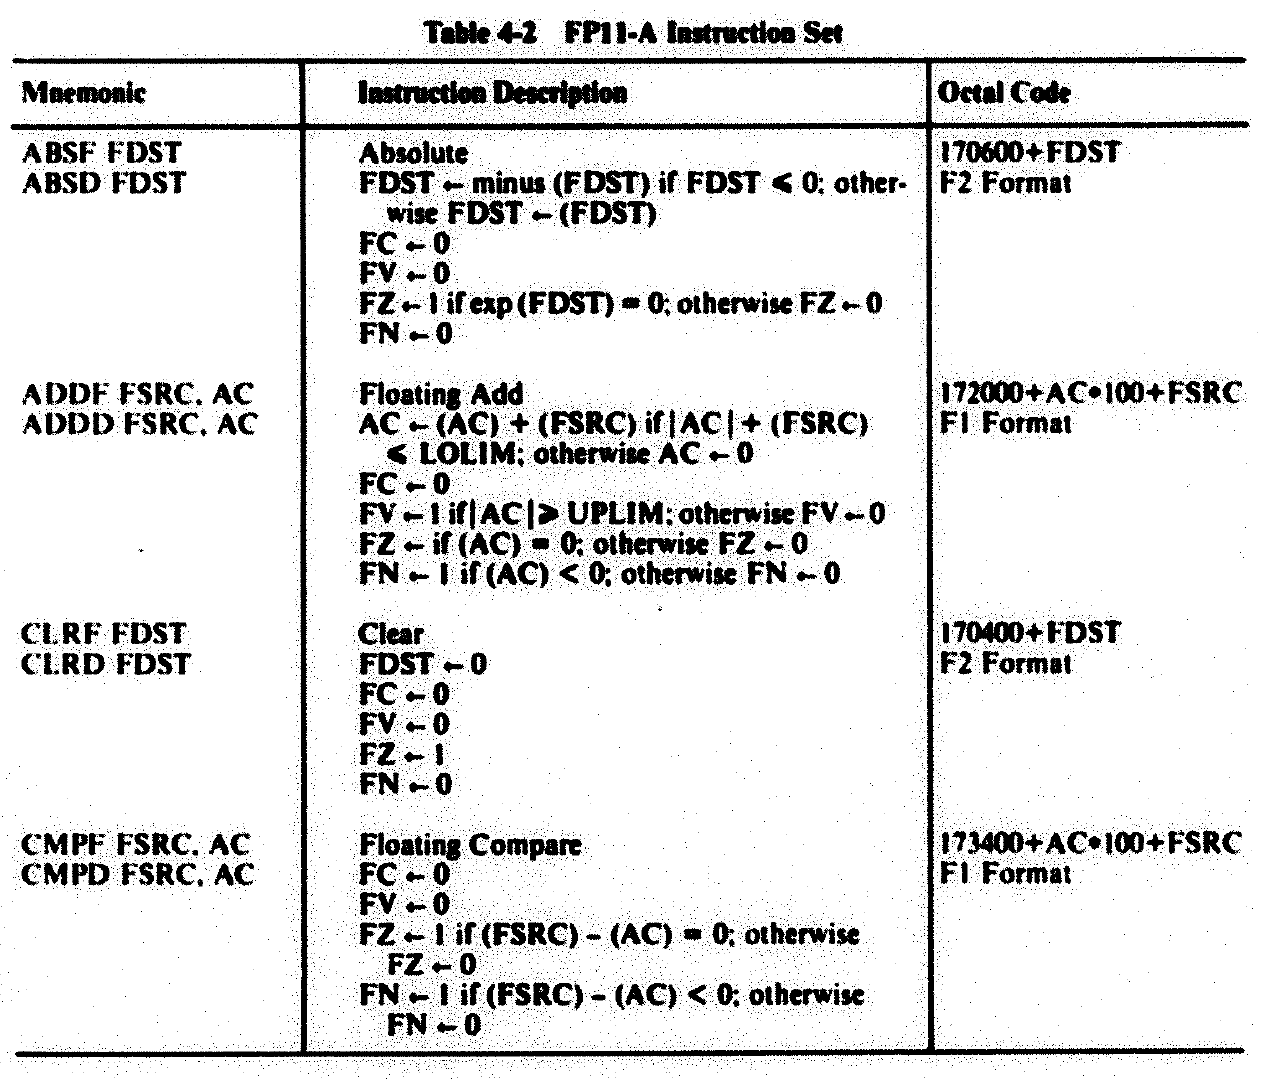 Table 4-2 FP11-A Instruction Set
Mnemonic Instruction Description Octal Code
ABSF FDST Absolute 170600+FDST
ABSD FDST FDST ← minus (FDST) if FDST ⩽ 0; other- F2 Format
wise FDST ← (FDST)
FC ← 0
FV ← 0
FZ ← 1 if exp (FDST) = 0; otherwise FZ ← 0
FN ← 0
ADDF FSRC, AC Floating Add 172000+AC•100+FSRC
ADDD FSRC, AC AC ← (AC) + (FSRC) if |AC| + (FSRC) F1 Format
⩽ LOLIM; otherwise AC ← 0
FC ← 0
FV ← 1 if |AC| ⩾ UPLIM; otherwise FV ← 0
FZ ← if (AC) = 0; otherwise FZ ← 0
FN ← 1 if (AC) < 0; otherwise FN ← 0
CLRF FDST Clear 170400+FDST
CLRD FDST FDST ← 0 F2 Format
FC ← 0
FV ← 0
FZ ← 1
FN ← 0
CMPF FSRC, AC Floating Compare 173400+AC•100+FSRC
CMPD FSRC, AC FC ← 0 F1 Format
FV ← 0
FZ ← 1 if (FSRC) – (AC) = 0; otherwise
FZ ← 0
FN ← 1 if (FSRC) – (AC) < 0; otherwise
FN ← 0